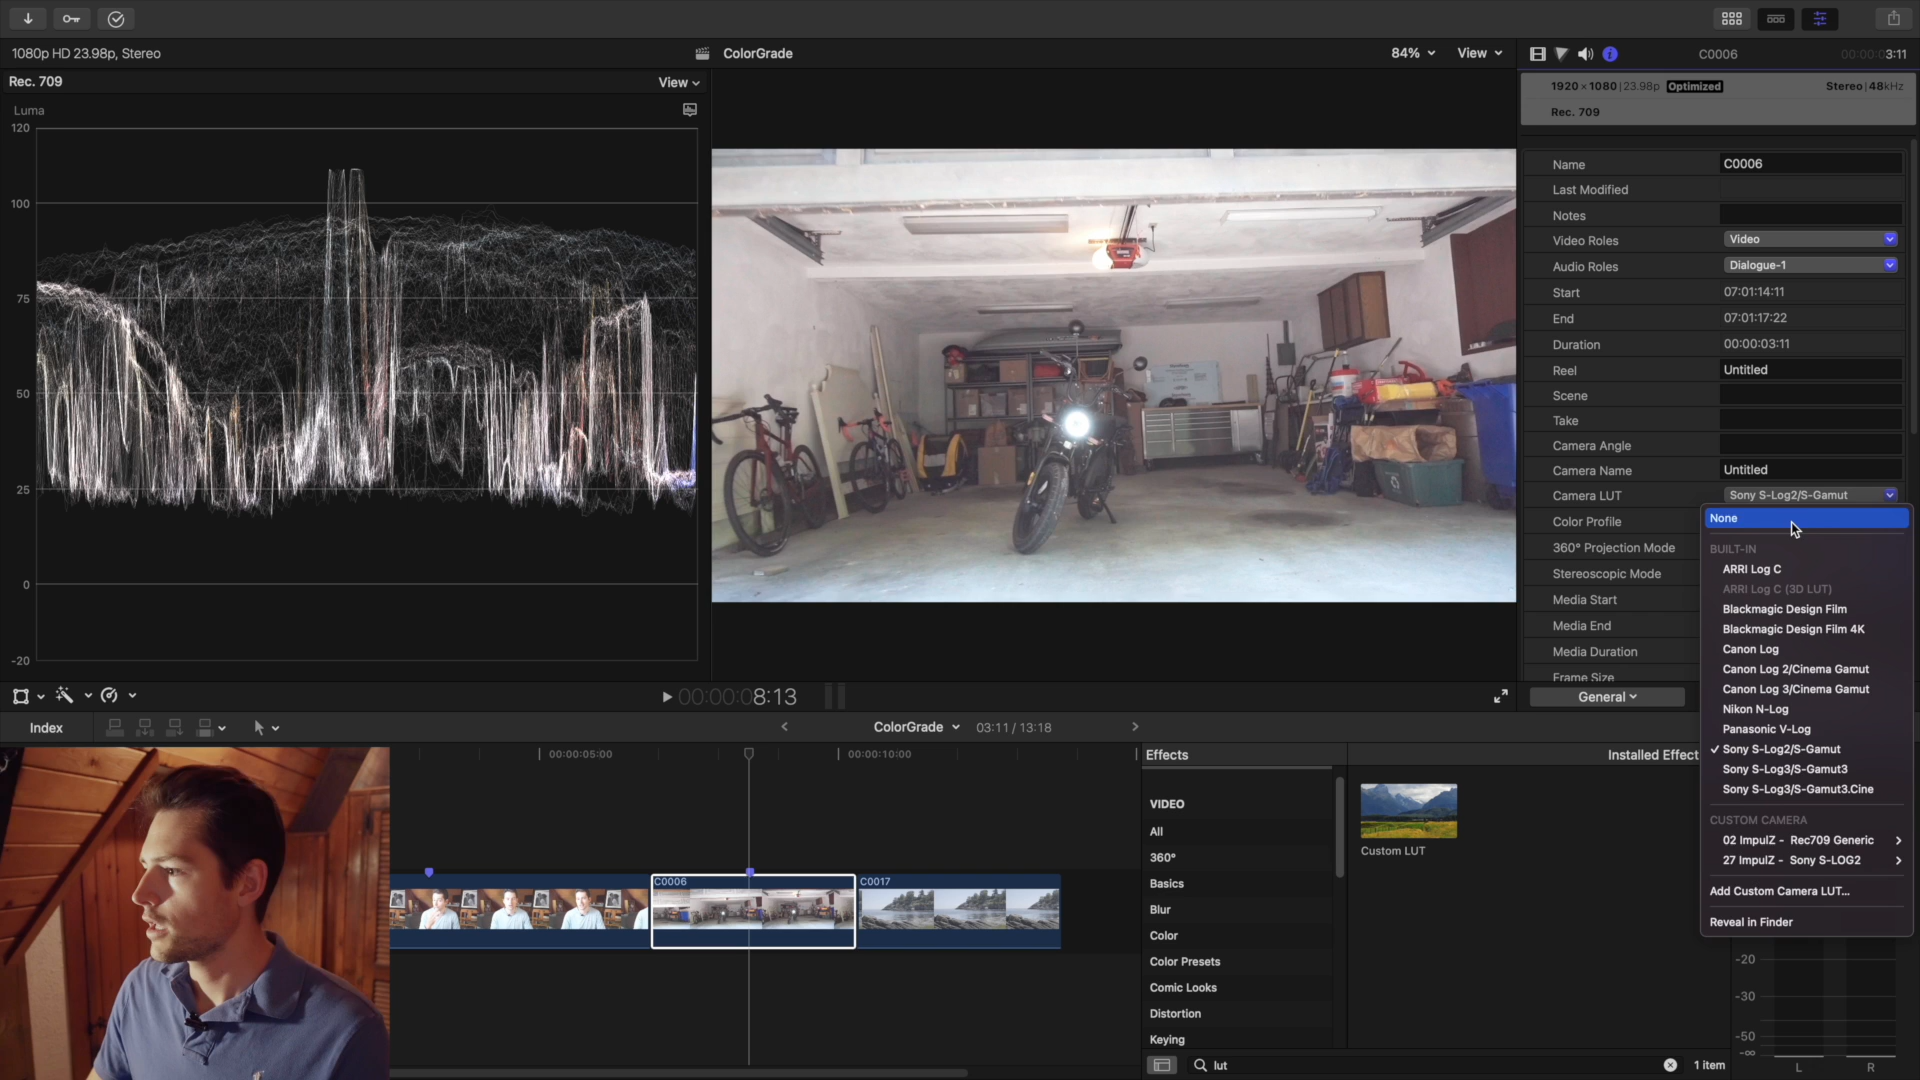 1080p HD 23.98p, Stereo
ColorGrade
84%
View
C0006
00:00:03:11
Rec. 709
View
1920 × 1080 | 23.98p Optimized
Stereo | 48kHz
Rec. 709
Luma
120
100
75
50
25
0
-20
Name
C0006
Last Modified
Notes
Video Roles
Video
Audio Roles
Dialogue-1
Start
07:01:14:11
End
07:01:17:22
Duration
00:00:03:11
Reel
Untitled
Scene
Take
Camera Angle
Camera Name
Untitled
Camera LUT
Sony S-Log2/S-Gamut
Color Profile
360° Projection Mode
Stereoscopic Mode
Media Start
Media End
Media Duration
Frame Size
General
None
BUILT-IN
ARRI Log C
ARRI Log C (3D LUT)
Blackmagic Design Film
Blackmagic Design Film 4K
Canon Log
Canon Log 2/Cinema Gamut
Canon Log 3/Cinema Gamut
Nikon N-Log
Panasonic V-Log
✓ Sony S-Log2/S-Gamut
Sony S-Log3/S-Gamut3
Sony S-Log3/S-Gamut3.Cine
CUSTOM CAMERA
02 ImpulZ - Rec709 Generic
27 ImpulZ - Sony S-LOG2
Add Custom Camera LUT...
Reveal in Finder
00:00:08:13
Index
ColorGrade
03:11 / 13:18
00:00:05:00
00:00:10:00
C0006
C0017
Effects
Installed Effect
VIDEO
All
360°
Basics
Blur
Color
Color Presets
Comic Looks
Distortion
Keying
Custom LUT
lut
1 item
-20
-30
-50
-∞
L
R